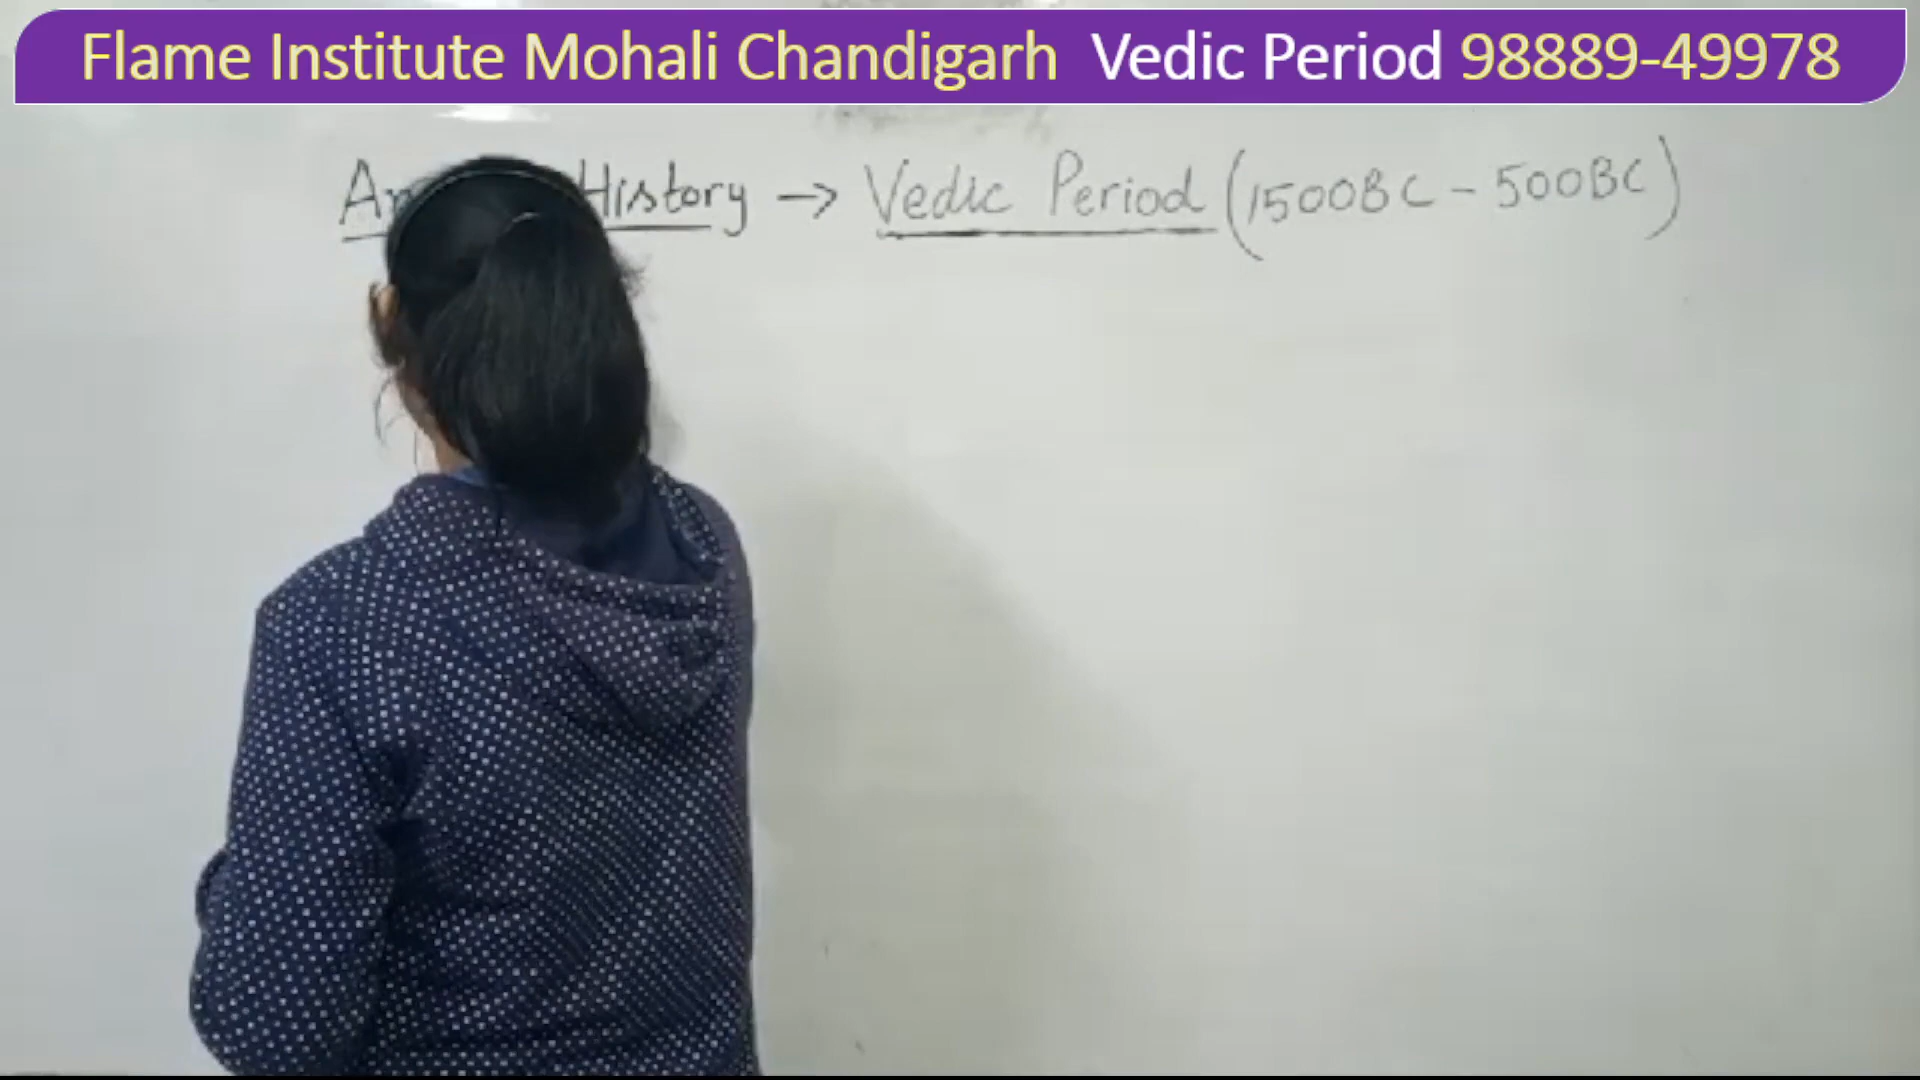 Flame Institute Mohali Chandigarh Vedic Period 98889-49978
History → Vedic Period (1500BC - 500BC)